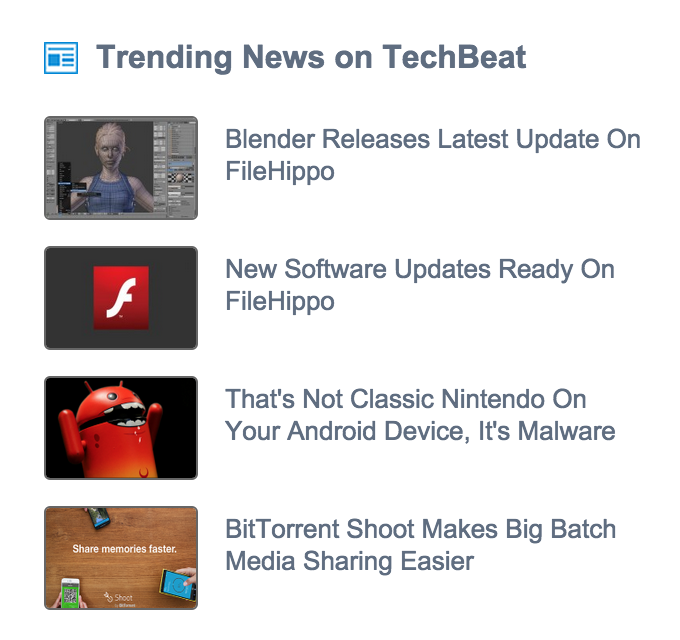 Trending News on TechBeat
Blender Releases Latest Update On
FileHippo
New Software Updates Ready On
FileHippo
That's Not Classic Nintendo On
Your Android Device, It's Malware
Share memories faster.
Shoot
BitTorrent Shoot Makes Big Batch
Media Sharing Easier